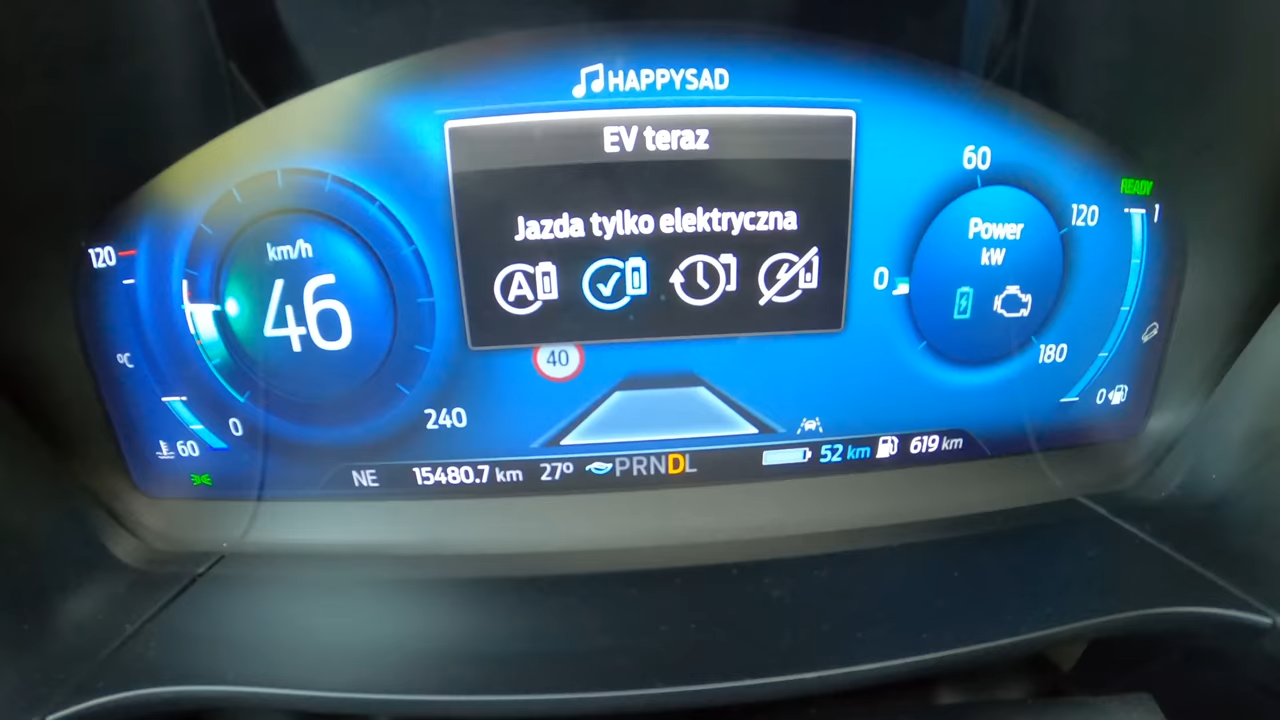 HAPPYSAD
EV teraz
Jazda tylko elektryczna
A
km/h
46
0
240
120
°C
60
40
60
0
120
180
Power
kW
READY
1
0
NE
15480.7 km
27º
PRNDL
52 km
619 km